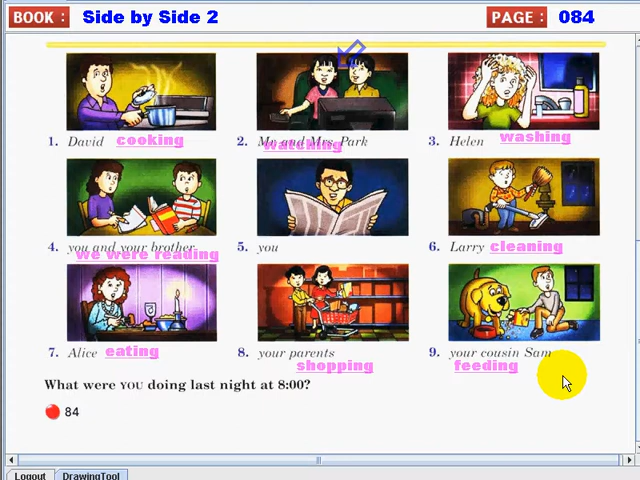 BOOK : Side by Side 2 PAGE : 084
1. David cooking 2. Mr. and Mrs. Park watching 3. Helen washing
4. you and your brother we were reading 5. you 6. Larry cleaning
7. Alice eating 8. your parents shopping 9. your cousin Sam feeding
What were YOU doing last night at 8:00?
84
Logout DrawingTool